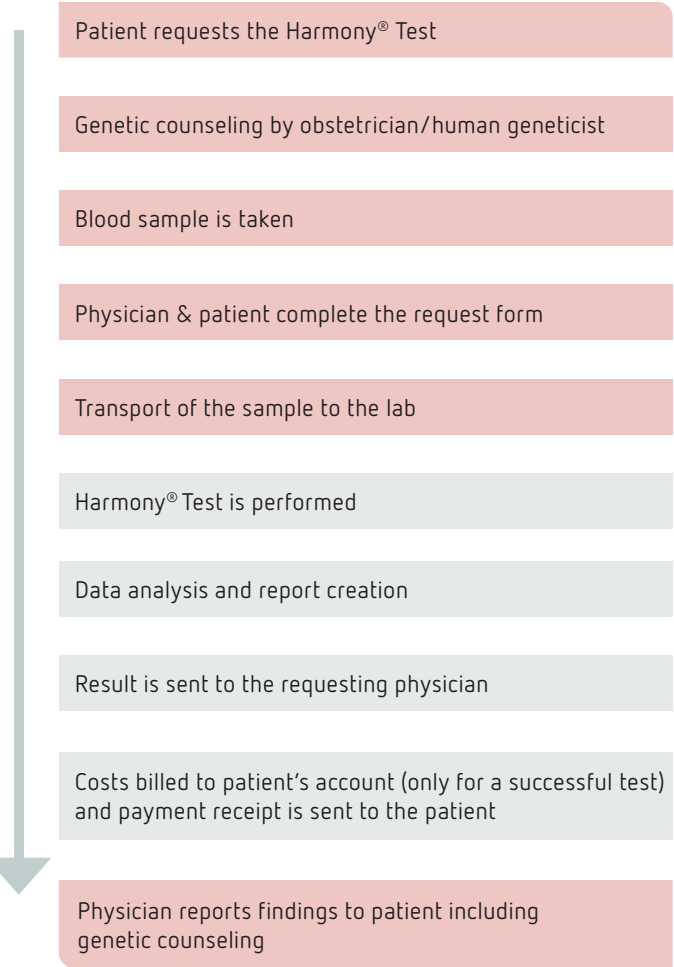 Patient requests the Harmony® Test
Genetic counseling by obstetrician/human geneticist
Blood sample is taken
Physician & patient complete the request form
Transport of the sample to the lab
Harmony® Test is performed
Data analysis and report creation
Result is sent to the requesting physician
Costs billed to patient’s account (only for a successful test)
and payment receipt is sent to the patient
Physician reports findings to patient including
genetic counseling